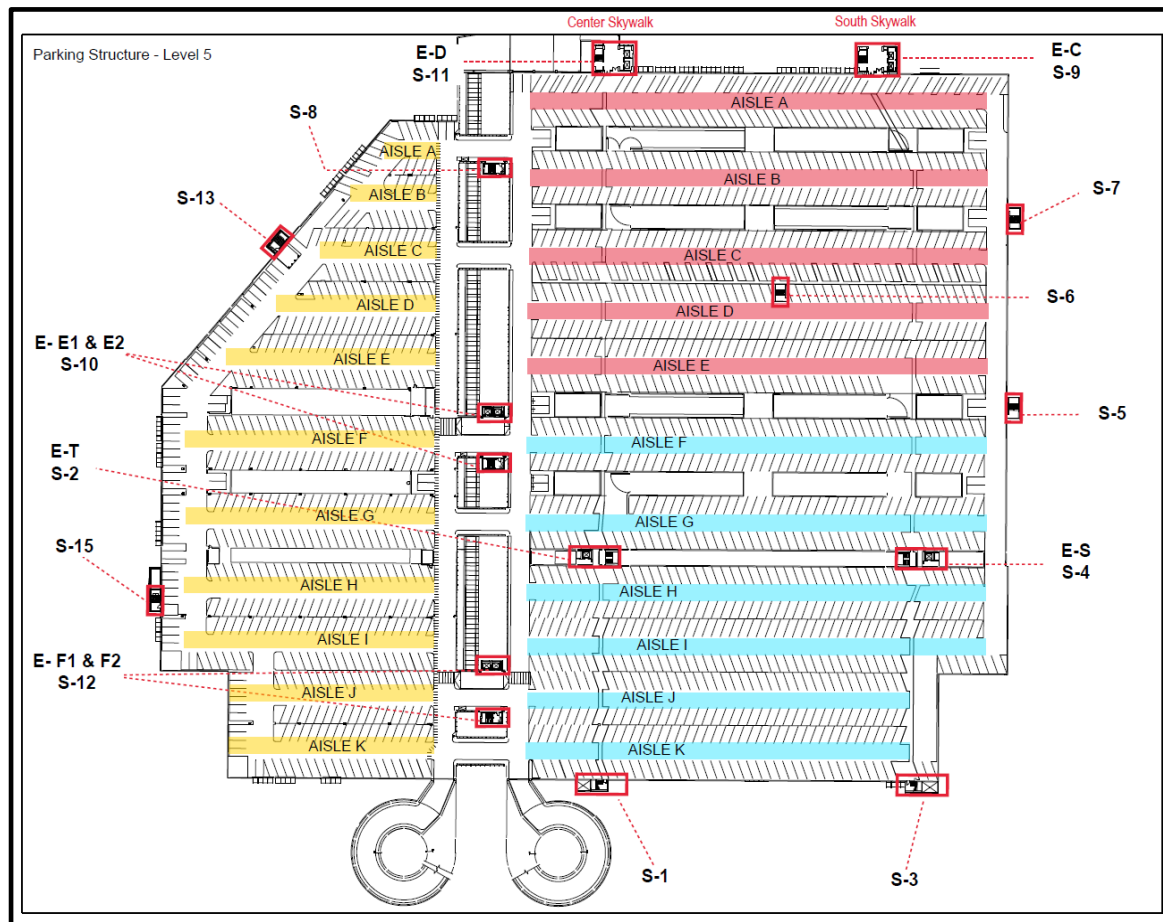 Center Skywalk
South Skywalk
Parking Structure - Level 5
E-D
S-11
E-C
S-9
S-8
AISLE A
AISLE A
AISLE B
AISLE B
S-13
S-7
AISLE C
AISLE C
S-6
AISLE D
AISLE D
E- E1 & E2
S-10
AISLE E
AISLE E
S-5
AISLE F
AISLE F
E-T
S-2
AISLE G
AISLE G
S-15
E-S
S-4
AISLE H
AISLE H
AISLE I
AISLE I
E- F1 & F2
S-12
AISLE J
AISLE J
AISLE K
AISLE K
S-1
S-3